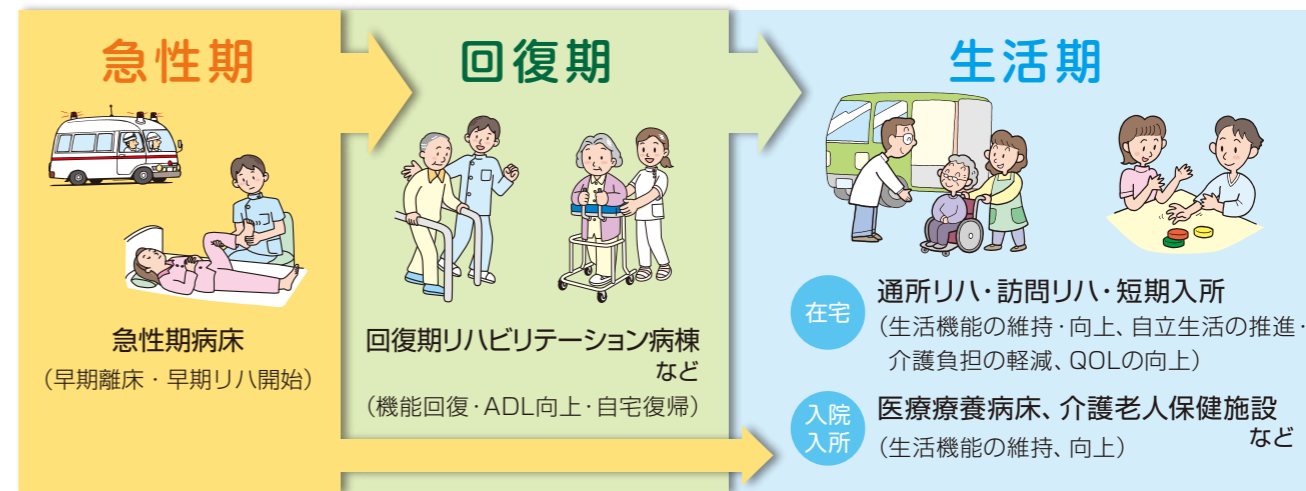 急性期
急性期病床
（早期離床・早期リハ開始）
回復期
回復期リハビリテーション病棟
など
（機能回復・ADL向上・自宅復帰）
生活期
在宅
通所リハ・訪問リハ・短期入所
（生活機能の維持・向上、自立生活の推進・
介護負担の軽減、QOLの向上）
入院
入所
医療療養病床、介護老人保健施設
など
（生活機能の維持、向上）